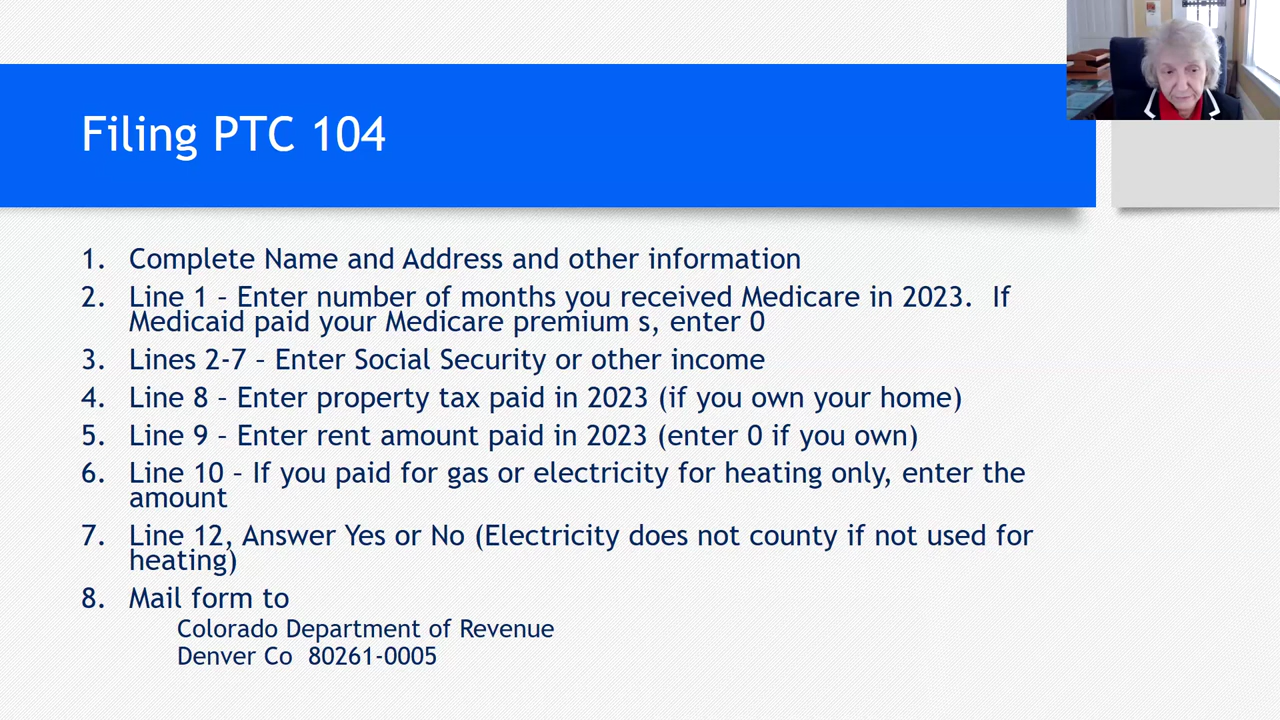 Filing PTC 104
1. Complete Name and Address and other information
2. Line 1 – Enter number of months you received Medicare in 2023.  If
Medicaid paid your Medicare premium s, enter 0
3. Lines 2-7 – Enter Social Security or other income
4. Line 8 – Enter property tax paid in 2023 (if you own your home)
5. Line 9 – Enter rent amount paid in 2023 (enter 0 if you own)
6. Line 10 – If you paid for gas or electricity for heating only, enter the
amount
7. Line 12, Answer Yes or No (Electricity does not county if not used for
heating)
8. Mail form to
Colorado Department of Revenue
Denver Co  80261-0005